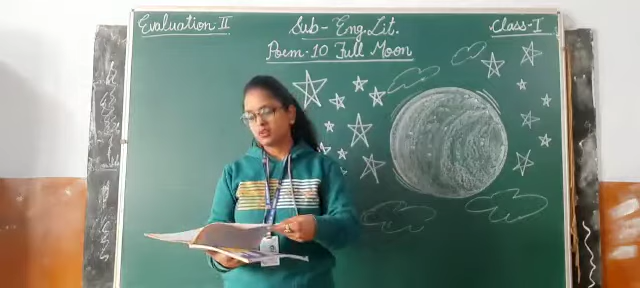 Evaluation II
Sub- Eng. Lit.
Class-I
Poem-10 Full Moon